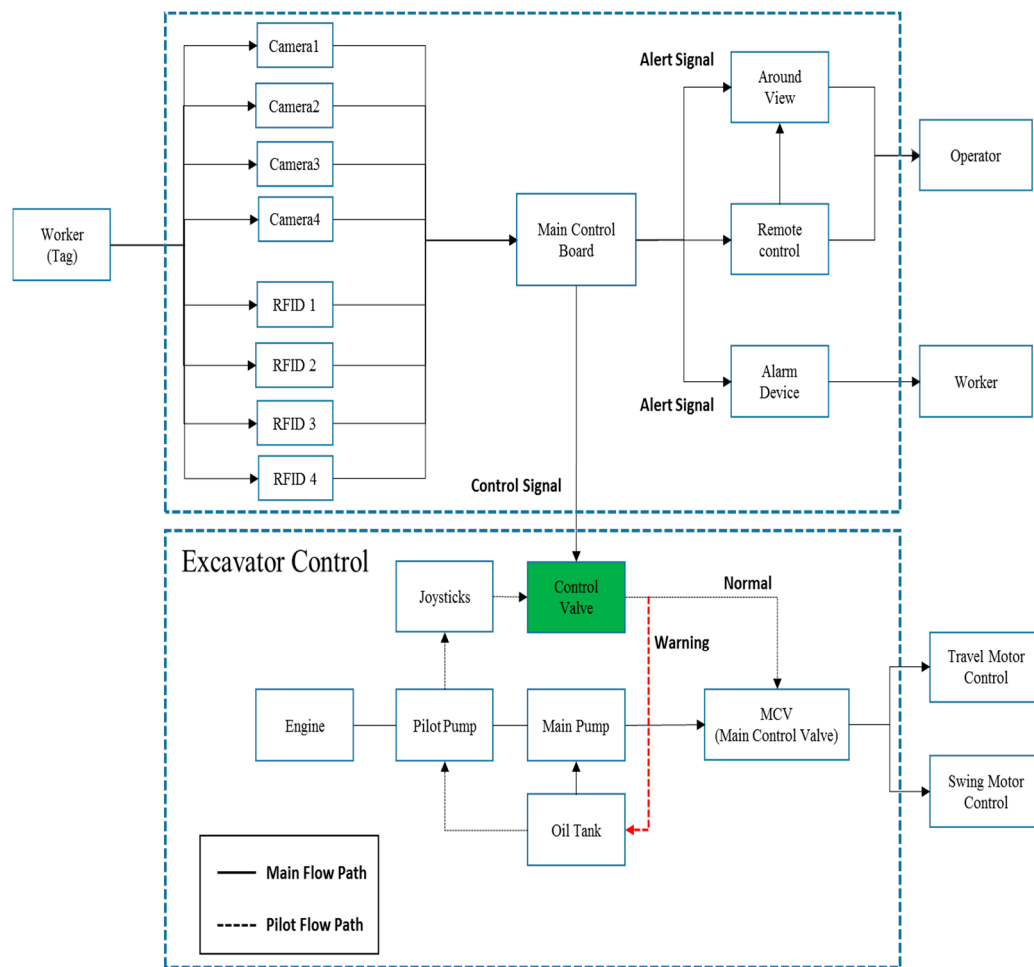 Camera1
Camera2
Camera3
Camera4
RFID 1
RFID 2
RFID 3
RFID 4
Worker
(Tag)
Main Control
Board
Alert Signal
Around
View
Remote
control
Alert Signal
Alarm
Device
Operator
Worker
Control Signal
Excavator Control
Joysticks
Control
Valve
Normal
Warning
Engine
Pilot Pump
Main Pump
MCV
(Main Control Valve)
Oil Tank
Travel Motor
Control
Swing Motor
Control
Main Flow Path
Pilot Flow Path